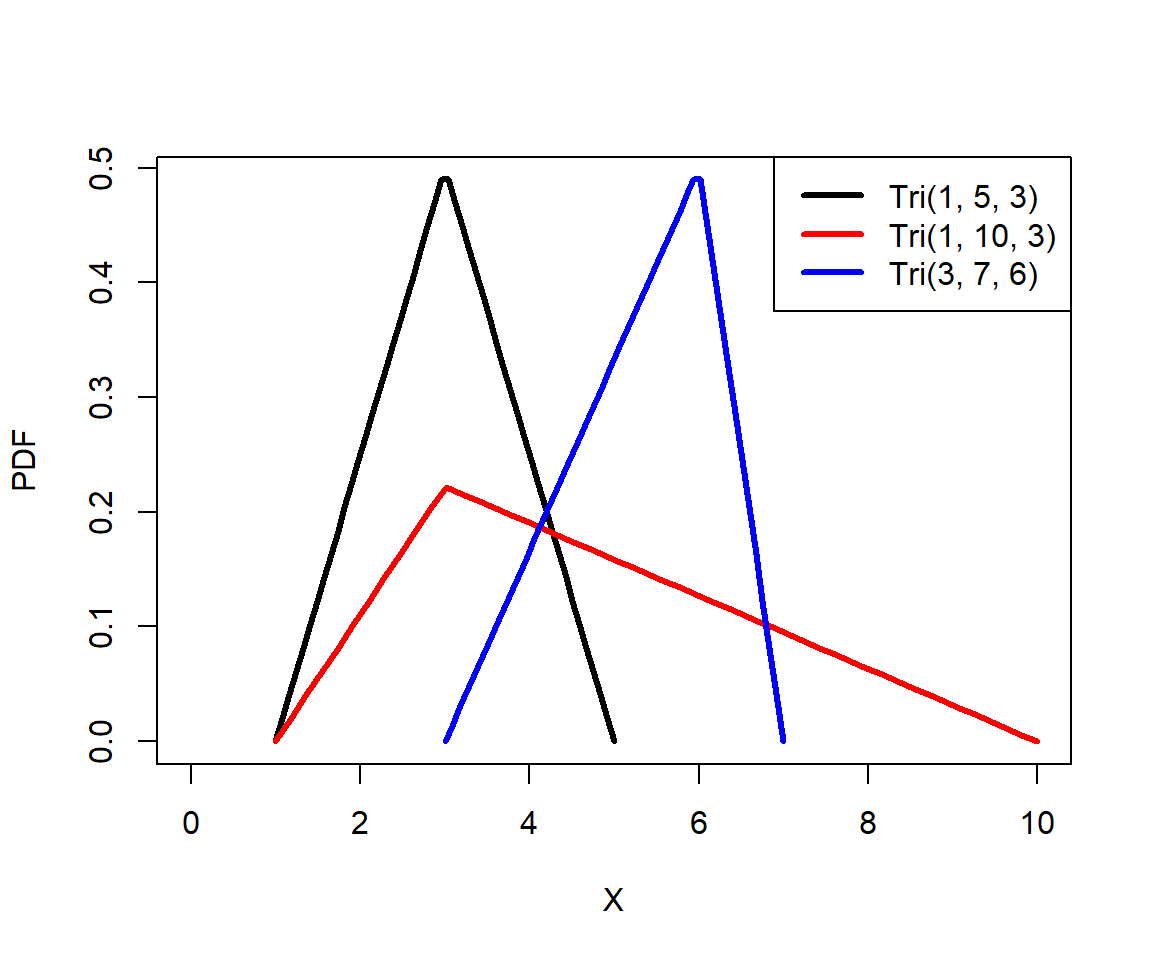 Tri(1, 5, 3)
Tri(1, 10, 3)
Tri(3, 7, 6)
0.5
0.4
0.3
0.2
0.1
0.0
PDF
0 2 4 6 8 10
X